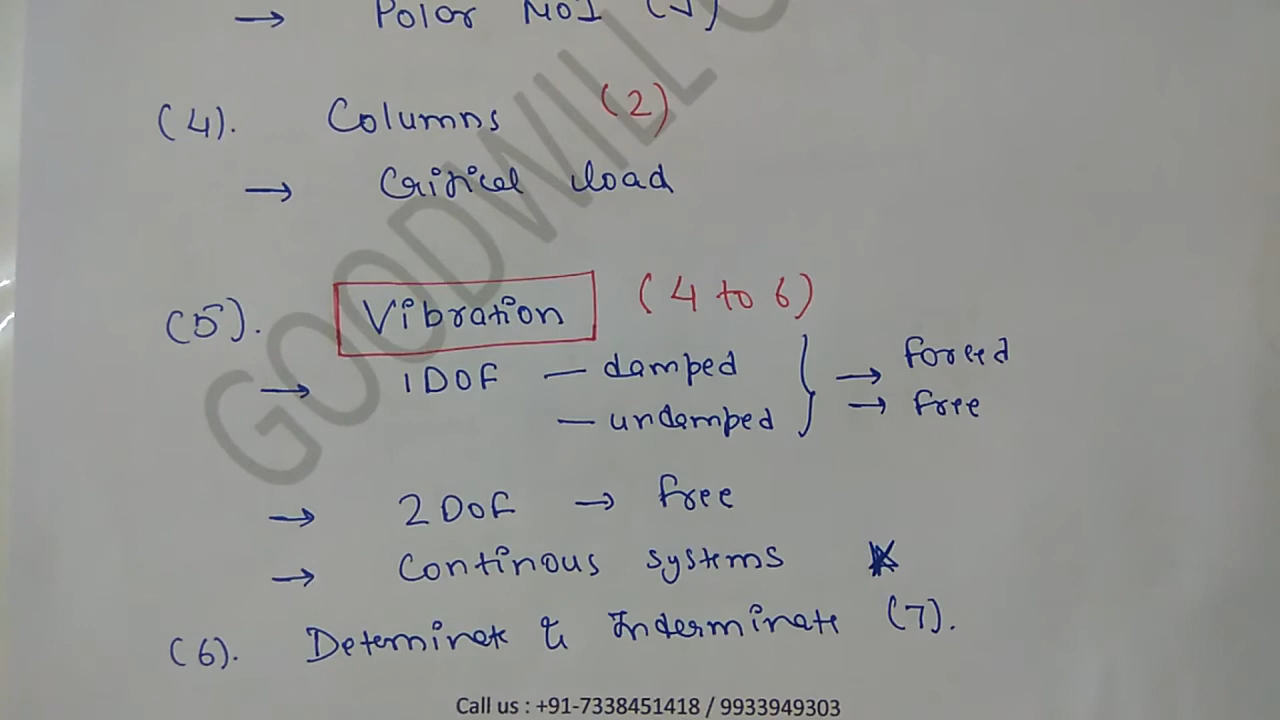 → Polar MOI (J)
(4). Columns (2)
→ Critical load
(5). Vibration (4 to 6)
→ 1DOF — damped } → forced
— undamped → free
→ 2DOF → free
→ Continous systems
(6). Determinate & Inderminate (7).
GOODWILL
Call us : +91-7338451418 / 9933949303